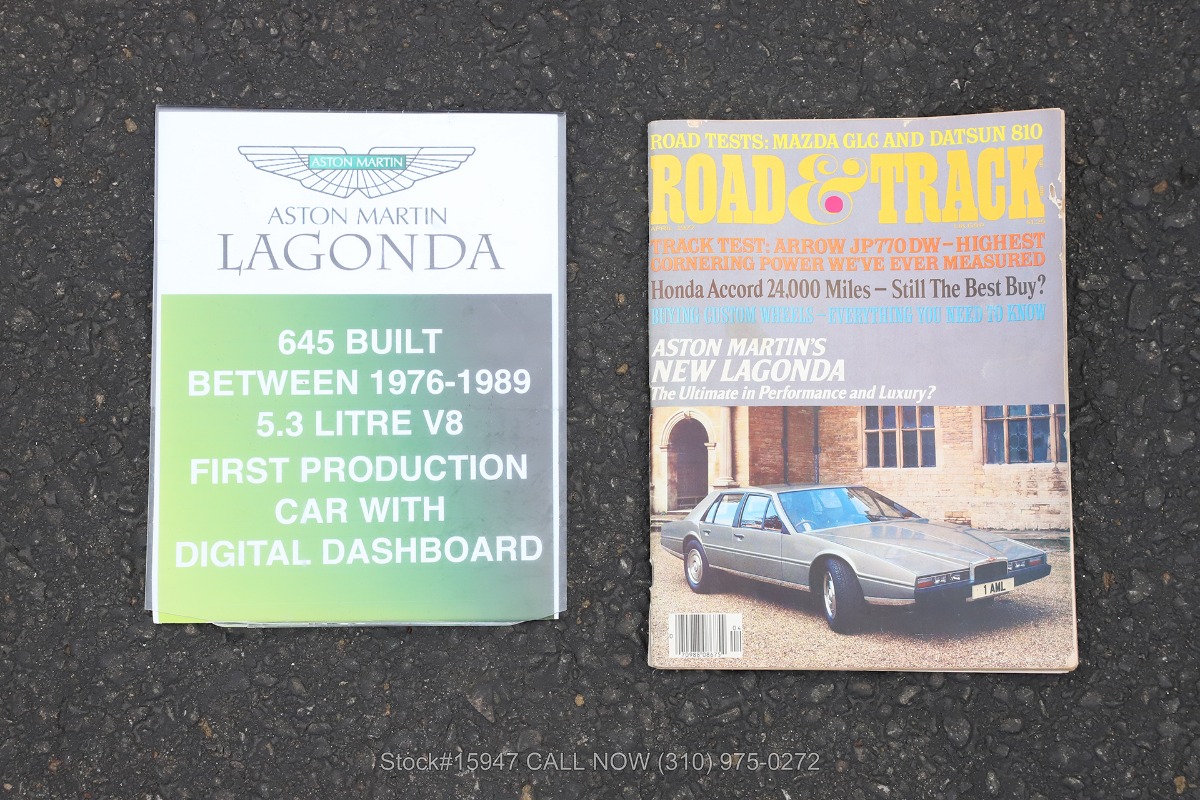 ASTON MARTIN
ASTON MARTIN
LAGONDA
645 BUILT
BETWEEN 1976-1989
5.3 LITRE V8
FIRST PRODUCTION
CAR WITH
DIGITAL DASHBOARD
ROAD TESTS: MAZDA GLC AND DATSUN 810
ROAD & TRACK
TRACK TEST: ARROW JP770 DW–HIGHEST
CORNERING POWER WE'VE EVER MEASURED
Honda Accord 24,000 Miles – Still The Best Buy?
BUYING CUSTOM WHEELS–EVERYTHING YOU NEED TO KNOW
ASTON MARTIN'S
NEW LAGONDA
The Ultimate in Performance and Luxury?
1 AML
04
Stock#15947 CALL NOW (310) 975-0272